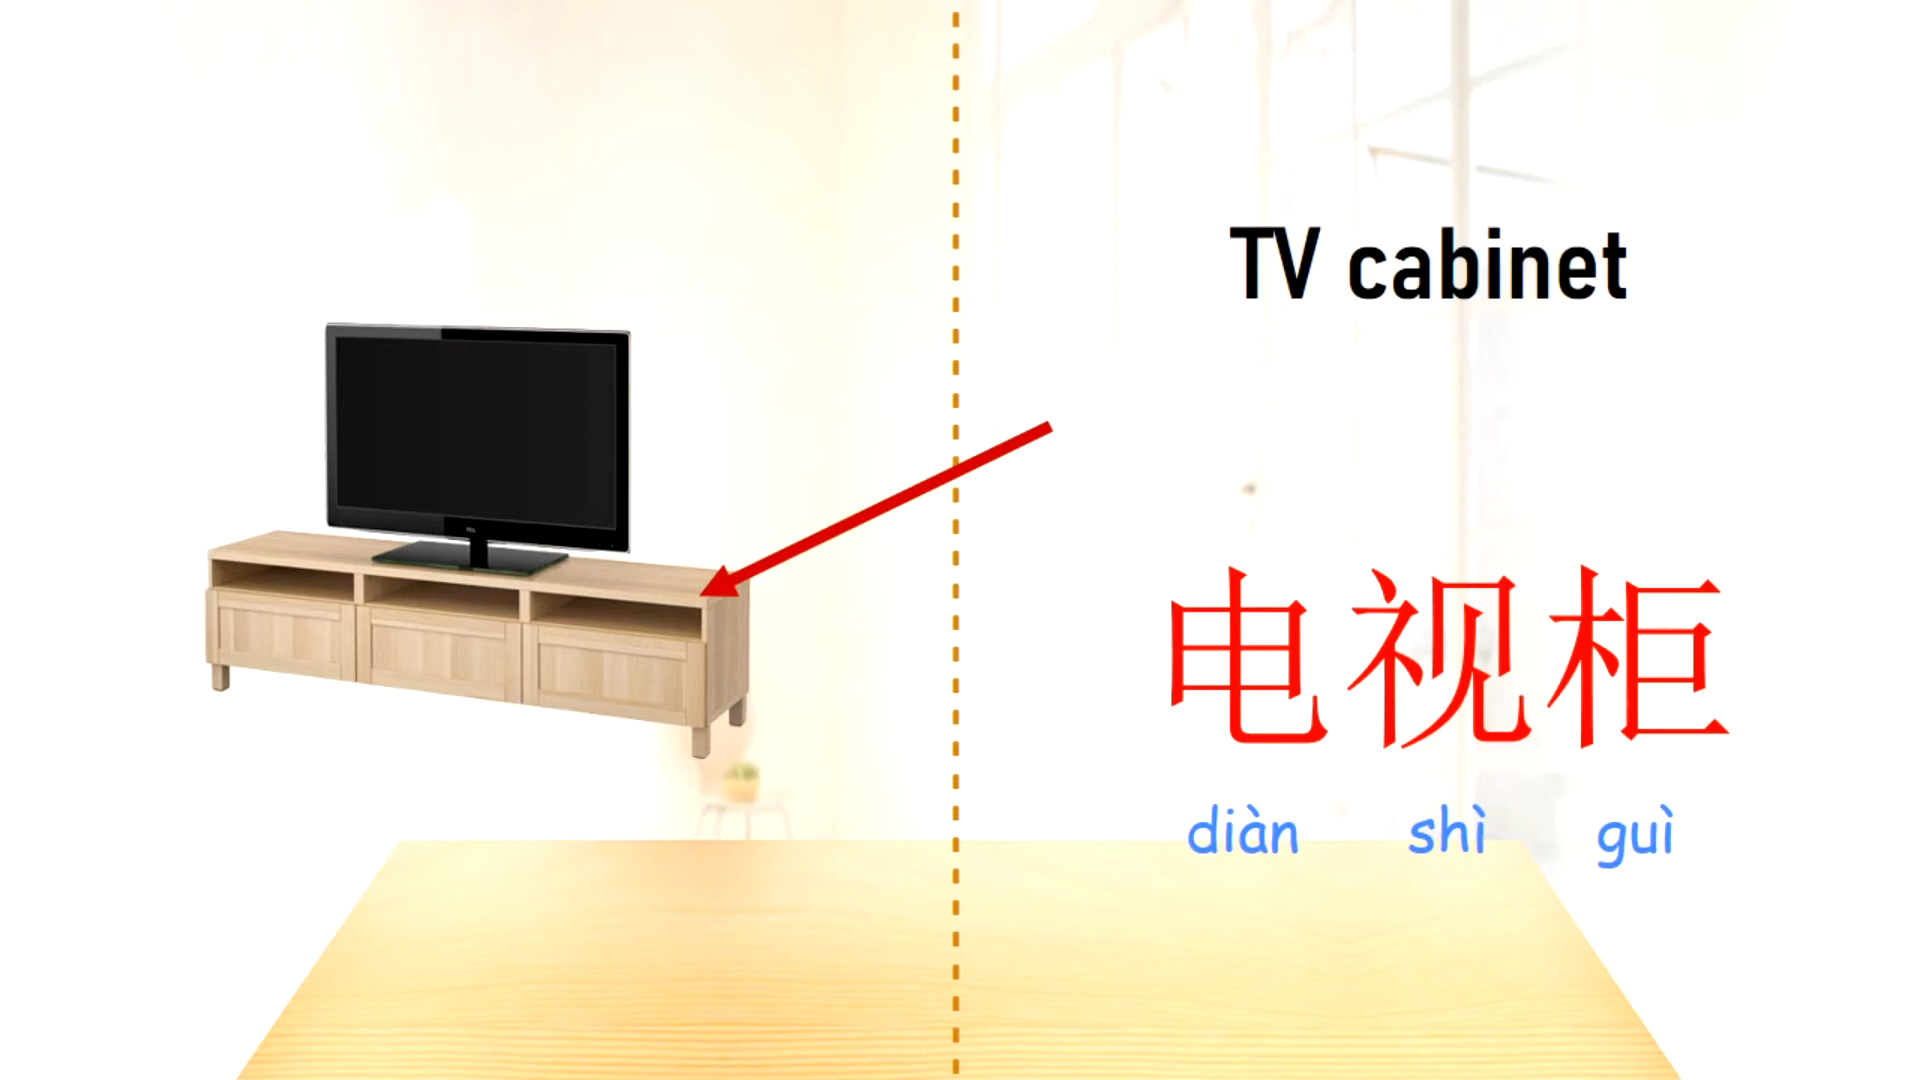 TV cabinet
电视柜
diàn shì guì